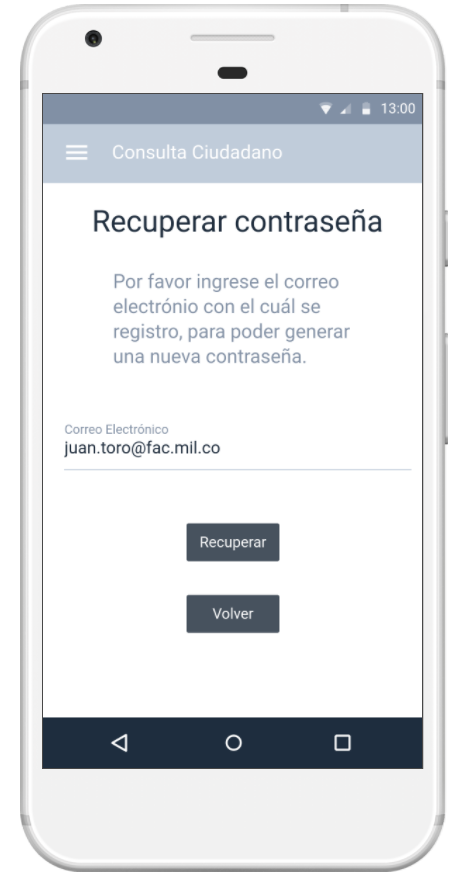 13:00
Consulta Ciudadano
Recuperar contraseña
Por favor ingrese el correo
electrónio con el cuál se
registro, para poder generar
una nueva contraseña.
Correo Electrónico
juan.toro@fac.mil.co
Recuperar
Volver